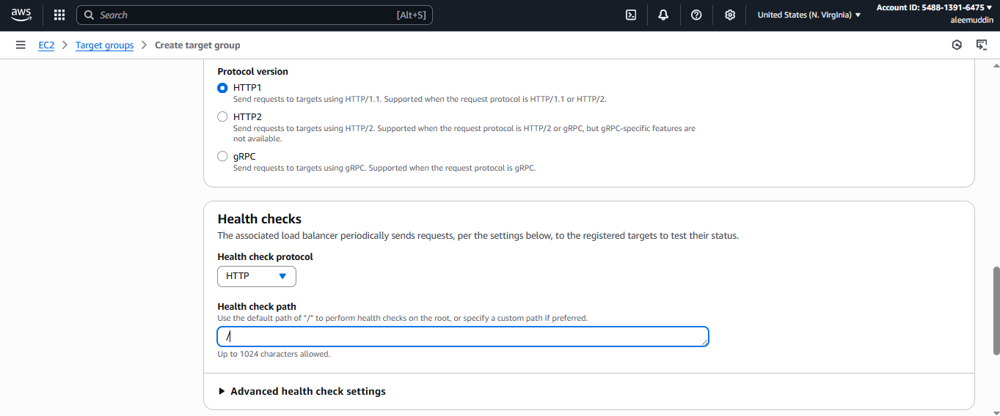 aws
Search [Alt+S]
United States (N. Virginia) ▼
Account ID: 5488-1391-6475 ▼
aleemuddin
EC2 > Target groups > Create target group
Protocol version
HTTP1
Send requests to targets using HTTP/1.1. Supported when the request protocol is HTTP/1.1 or HTTP/2.
HTTP2
Send requests to targets using HTTP/2. Supported when the request protocol is HTTP/2 or gRPC, but gRPC-specific features are
not available.
gRPC
Send requests to targets using gRPC. Supported when the request protocol is gRPC.
Health checks
The associated load balancer periodically sends requests, per the settings below, to the registered targets to test their status.
Health check protocol
HTTP
Health check path
Use the default path of "/" to perform health checks on the root, or specify a custom path if preferred.
/
Up to 1024 characters allowed.
Advanced health check settings